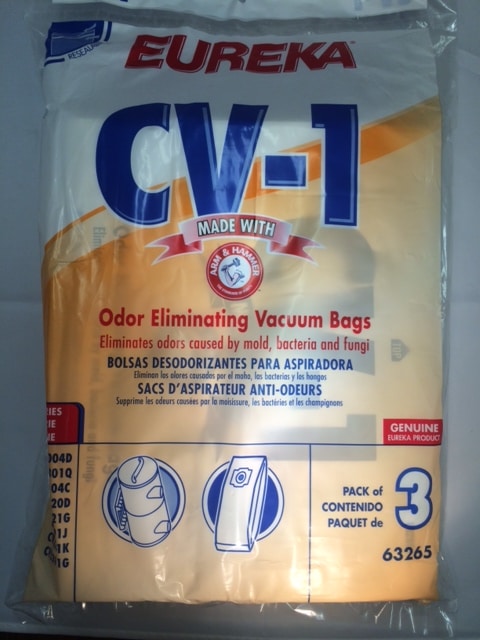 EUREKA
CV-1
MADE WITH
ARM & HAMMER
Odor Eliminating Vacuum Bags
Eliminates odors caused by mold, bacteria and fungi
BOLSAS DESODORIZANTES PARA ASPIRADORA
Eliminan los olores causados por el moho, las bacterias y los hongos
SACS D'ASPIRATEUR ANTI-ODEURS
Supprime les odeurs causées par la moisissure, les bactéries et les champignons
GENUINE
EUREKA PRODUCT
PACK of
CONTENIDO
PAQUET de
3
63265